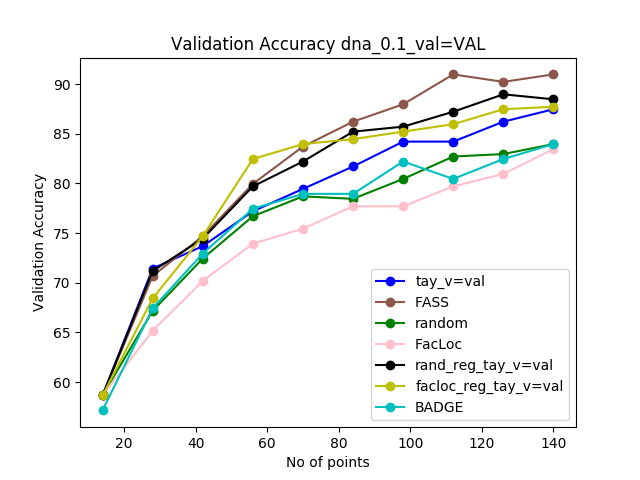 Validation Accuracy dna_0.1_val=VAL
Validation Accuracy
90
85
80
75
70
65
60
20
40
60
80
100
120
140
No of points
tay_v=val
FASS
random
FacLoc
rand_reg_tay_v=val
facloc_reg_tay_v=val
BADGE